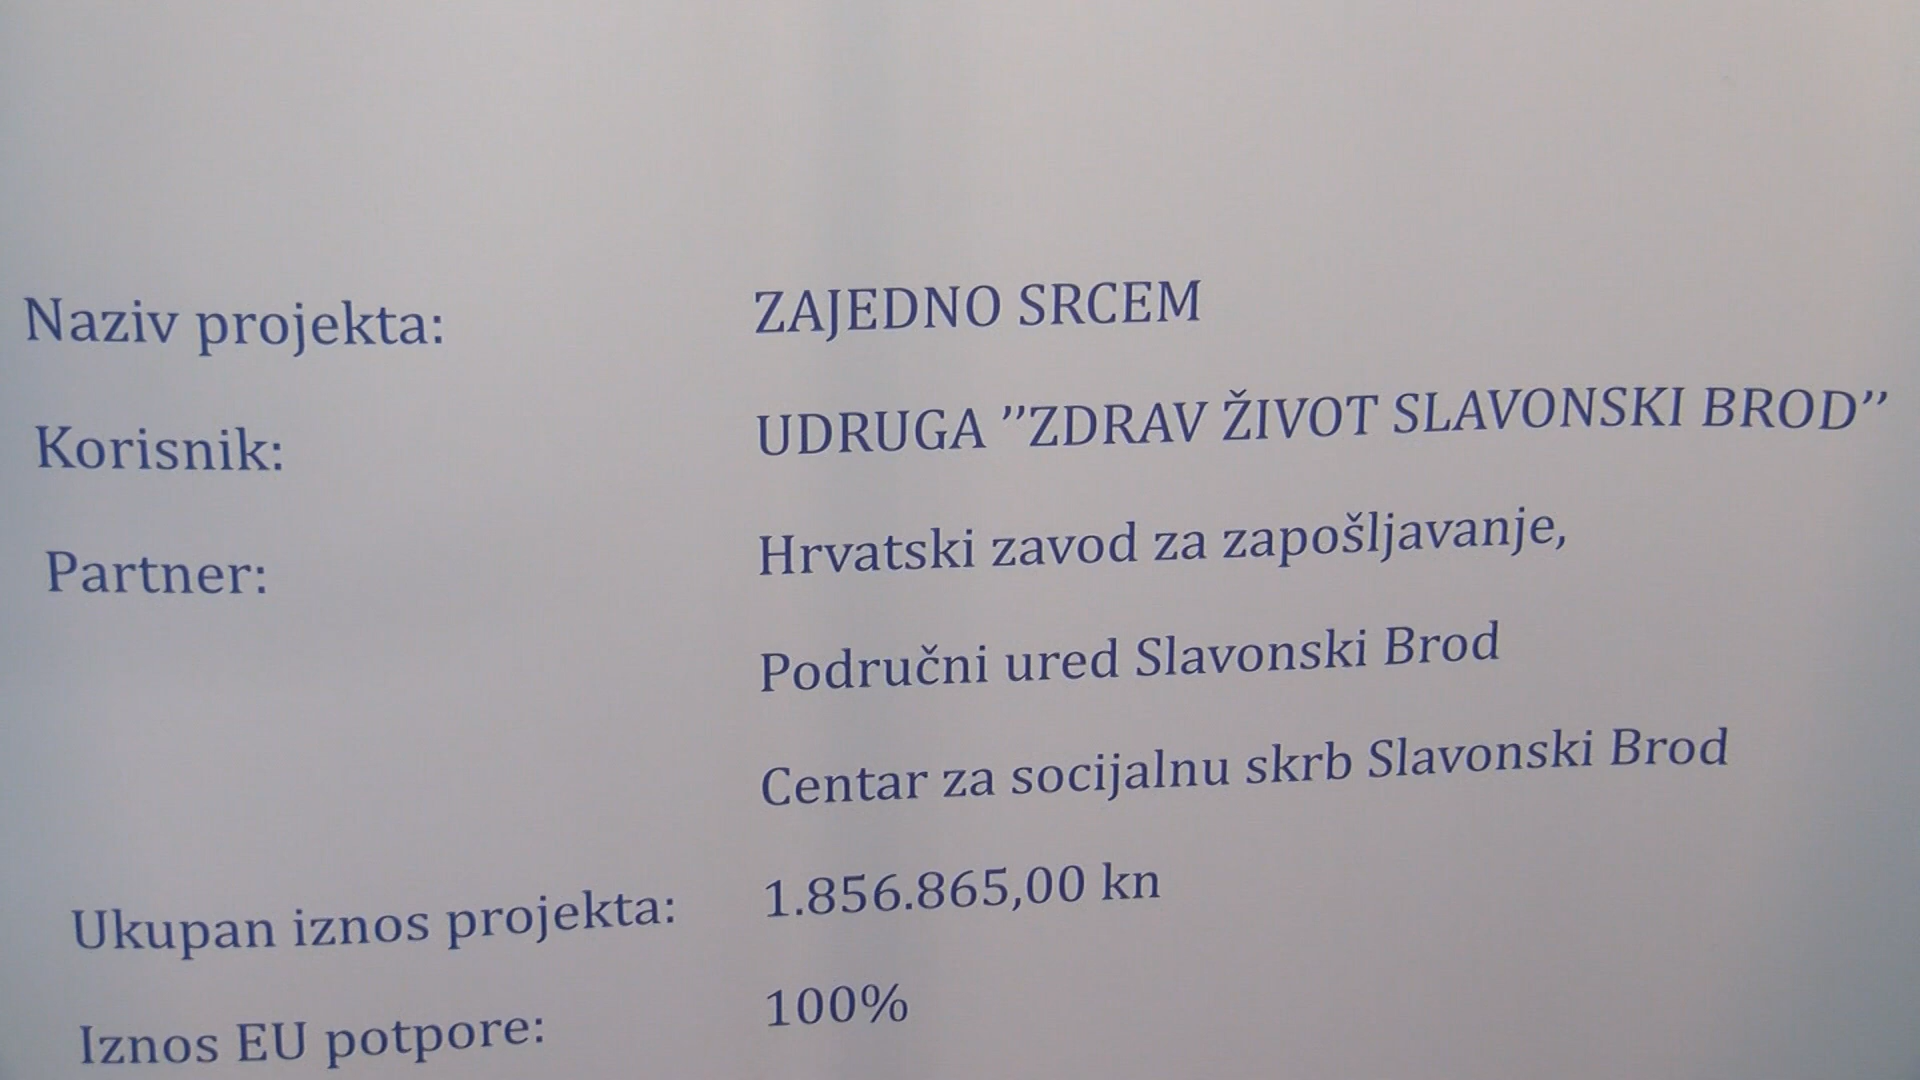 Naziv projekta: ZAJEDNO SRCEM
Korisnik: UDRUGA ’’ZDRAV ŽIVOT SLAVONSKI BROD’’
Partner: Hrvatski zavod za zapošljavanje,
Područni ured Slavonski Brod
Centar za socijalnu skrb Slavonski Brod
Ukupan iznos projekta: 1.856.865,00 kn
Iznos EU potpore: 100%